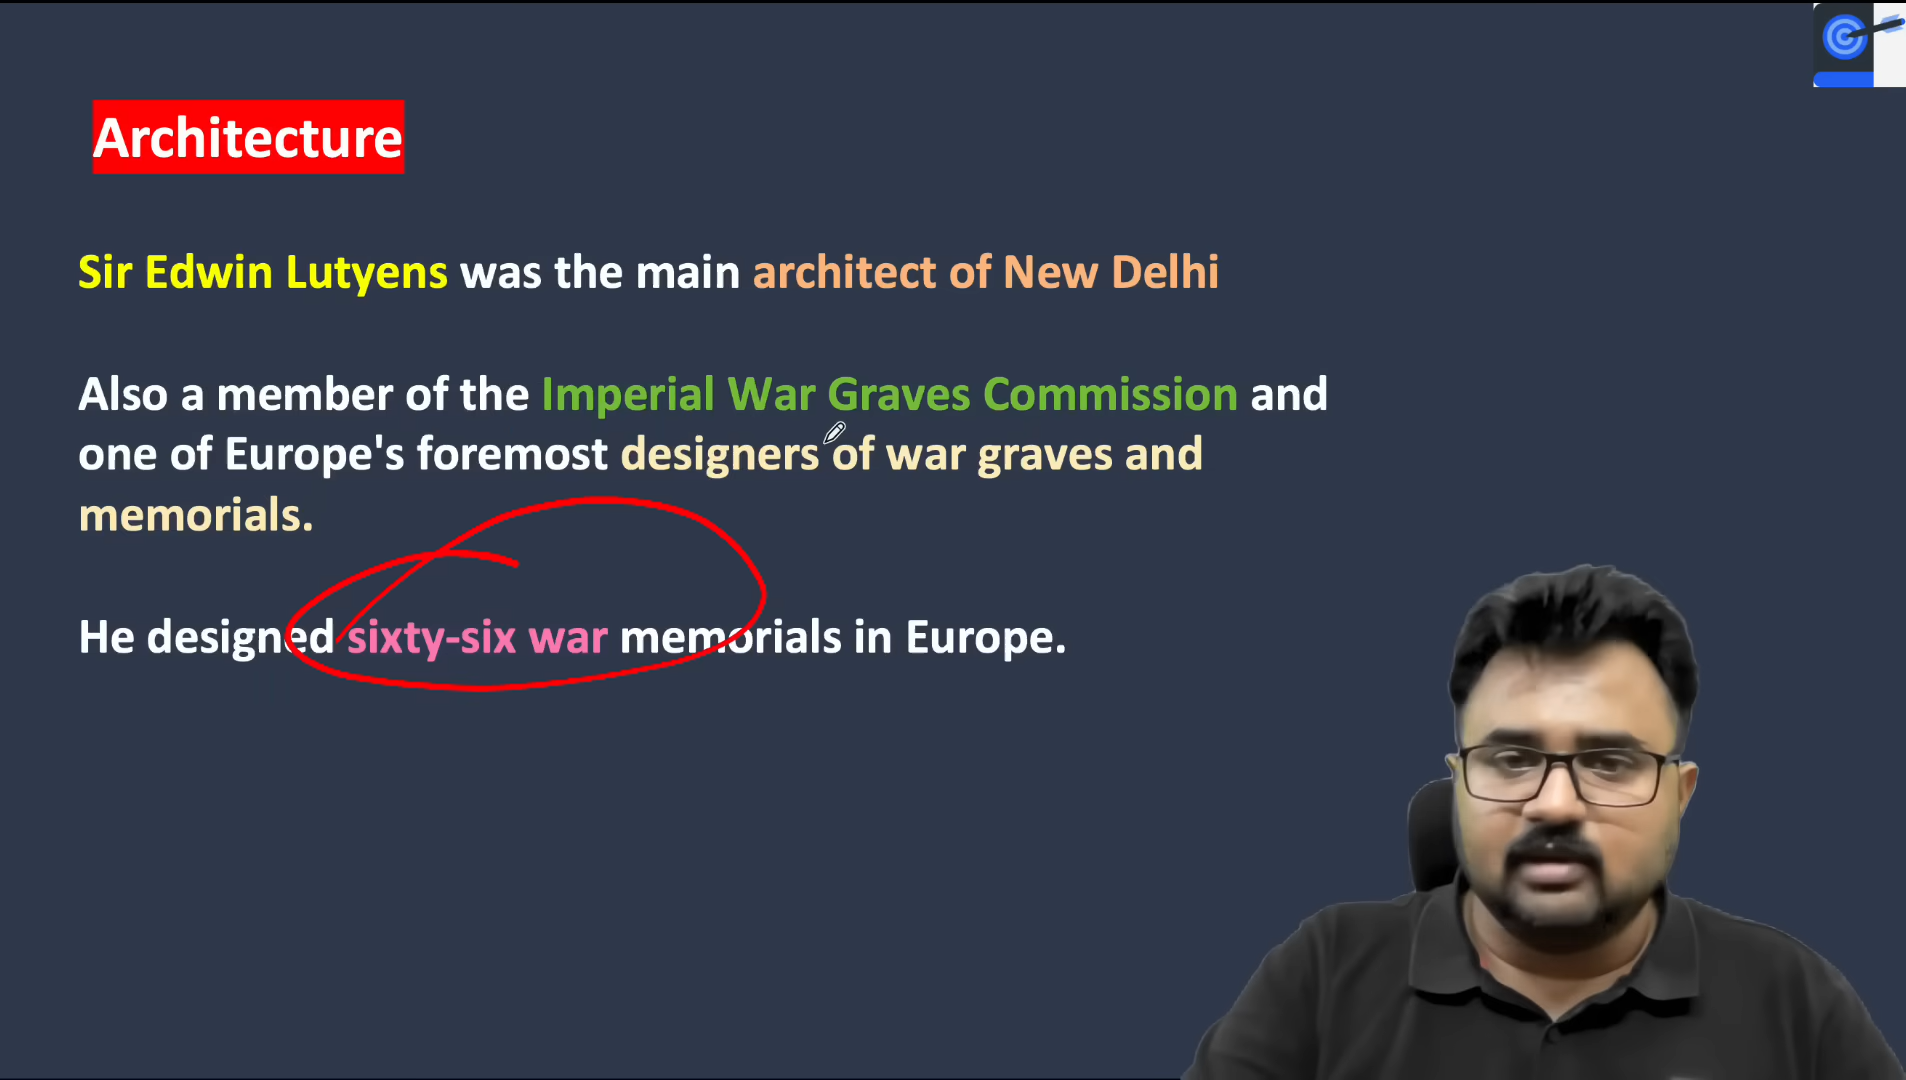 Architecture
Sir Edwin Lutyens was the main architect of New Delhi
Also a member of the Imperial War Graves Commission and
one of Europe's foremost designers of war graves and
memorials.
He designed sixty-six war memorials in Europe.